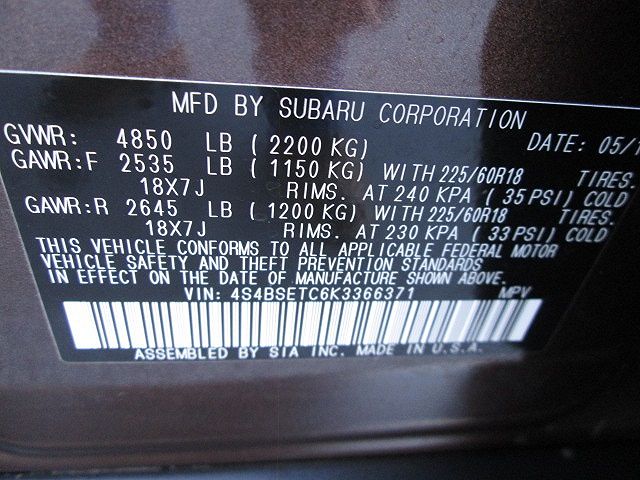 MFD BY SUBARU CORPORATION
GVWR: 4850 LB ( 2200 KG) DATE: 05/1
GAWR:F 2535 LB ( 1150 KG) WITH 225/60R18 TIRES.
18X7J RIMS. AT 240 KPA ( 35 PSI) COLD
GAWR:R 2645 LB ( 1200 KG) WITH 225/60R18 TIRES.
18X7J RIMS. AT 230 KPA ( 33 PSI) COLD
THIS VEHICLE CONFORMS TO ALL APPLICABLE FEDERAL MOTOR
VEHICLE SAFETY AND THEFT PREVENTION STANDARDS
IN EFFECT ON THE DATE OF MANUFACTURE SHOWN ABOVE.
VIN: 4S4BSETC6K3366371 MPV
ASSEMBLED BY SIA INC. MADE IN U.S.A.